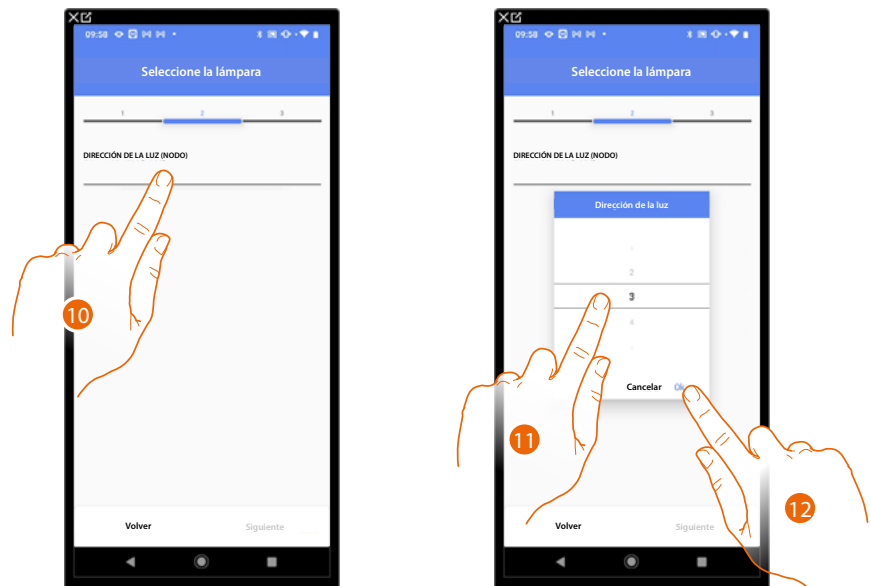 09:58
Seleccione la lámpara
1 2 3
DIRECCIÓN DE LA LUZ (NODO)
10
Volver Siguiente
09:58
Seleccione la lámpara
1 2 3
DIRECCIÓN DE LA LUZ (NODO)
Dirección de la luz
1
2
3
4
Cancelar Ok
11
12
Volver Siguiente